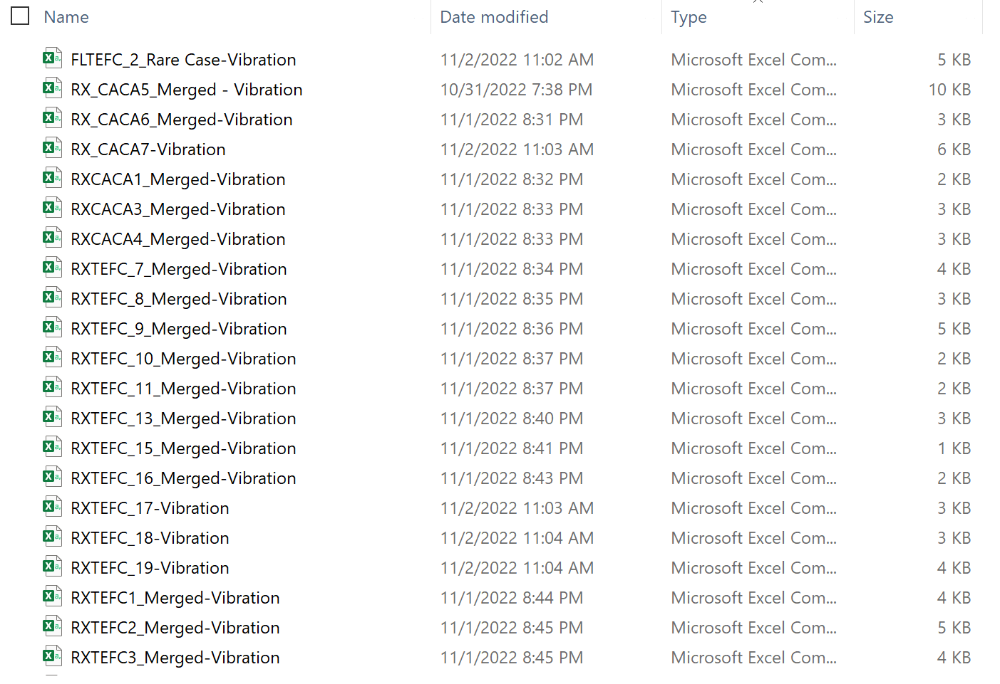 Name Date modified Type Size
FLTEFC_2_Rare Case-Vibration 11/2/2022 11:02 AM Microsoft Excel Com... 5 KB
RX_CACA5_Merged - Vibration 10/31/2022 7:38 PM Microsoft Excel Com... 10 KB
RX_CACA6_Merged-Vibration 11/1/2022 8:31 PM Microsoft Excel Com... 3 KB
RX_CACA7-Vibration 11/2/2022 11:03 AM Microsoft Excel Com... 6 KB
RXCACA1_Merged-Vibration 11/1/2022 8:32 PM Microsoft Excel Com... 2 KB
RXCACA3_Merged-Vibration 11/1/2022 8:33 PM Microsoft Excel Com... 3 KB
RXCACA4_Merged-Vibration 11/1/2022 8:33 PM Microsoft Excel Com... 3 KB
RXTEFC_7_Merged-Vibration 11/1/2022 8:34 PM Microsoft Excel Com... 4 KB
RXTEFC_8_Merged-Vibration 11/1/2022 8:35 PM Microsoft Excel Com... 3 KB
RXTEFC_9_Merged-Vibration 11/1/2022 8:36 PM Microsoft Excel Com... 5 KB
RXTEFC_10_Merged-Vibration 11/1/2022 8:37 PM Microsoft Excel Com... 2 KB
RXTEFC_11_Merged-Vibration 11/1/2022 8:37 PM Microsoft Excel Com... 2 KB
RXTEFC_13_Merged-Vibration 11/1/2022 8:40 PM Microsoft Excel Com... 3 KB
RXTEFC_15_Merged-Vibration 11/1/2022 8:41 PM Microsoft Excel Com... 1 KB
RXTEFC_16_Merged-Vibration 11/1/2022 8:43 PM Microsoft Excel Com... 2 KB
RXTEFC_17-Vibration 11/2/2022 11:03 AM Microsoft Excel Com... 3 KB
RXTEFC_18-Vibration 11/2/2022 11:04 AM Microsoft Excel Com... 3 KB
RXTEFC_19-Vibration 11/2/2022 11:04 AM Microsoft Excel Com... 4 KB
RXTEFC1_Merged-Vibration 11/1/2022 8:44 PM Microsoft Excel Com... 4 KB
RXTEFC2_Merged-Vibration 11/1/2022 8:45 PM Microsoft Excel Com... 5 KB
RXTEFC3_Merged-Vibration 11/1/2022 8:45 PM Microsoft Excel Com... 4 KB